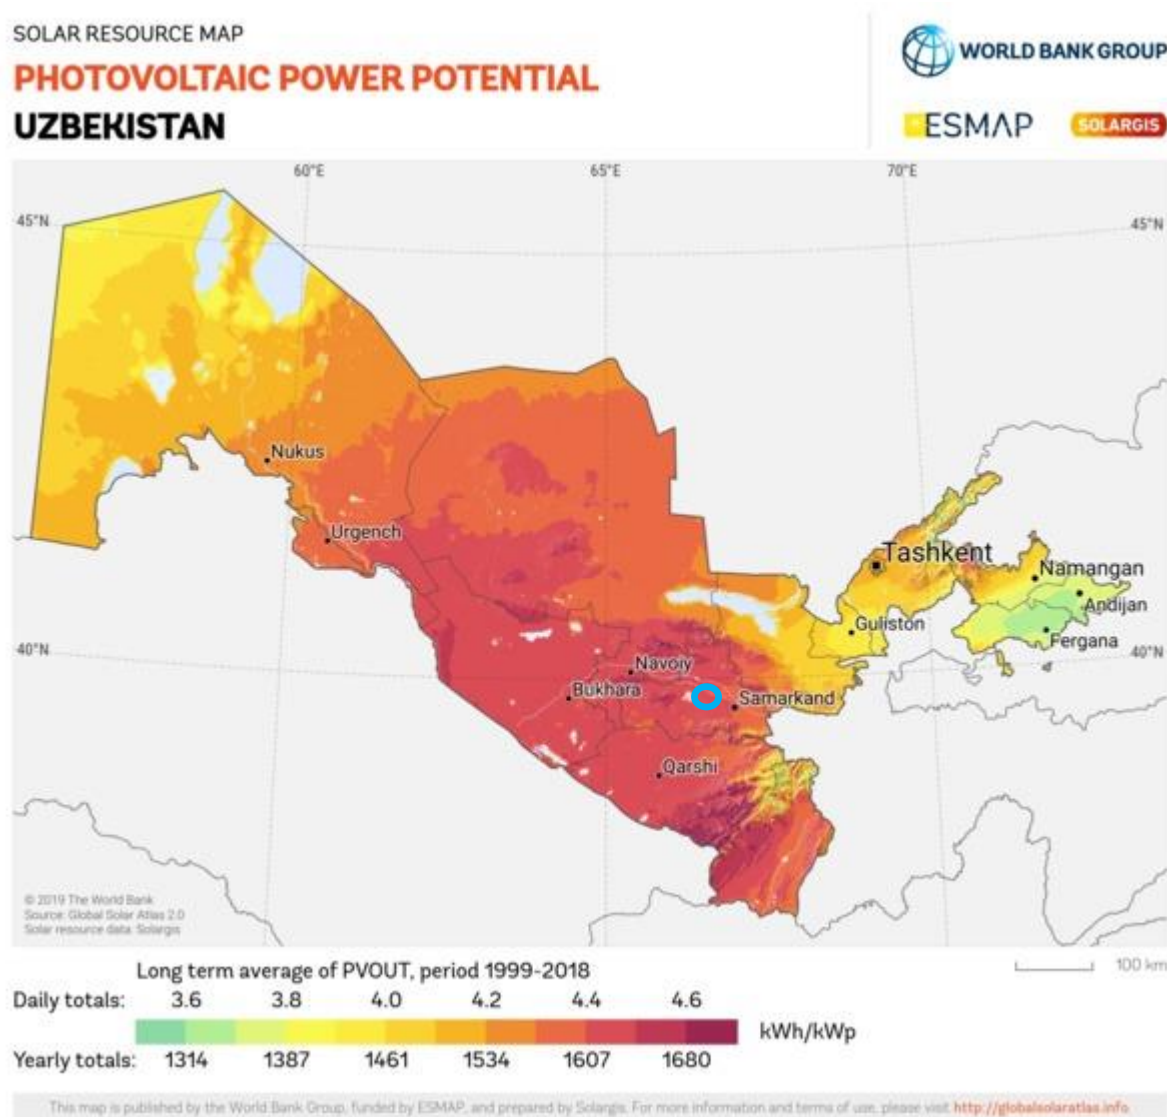 SOLAR RESOURCE MAP
PHOTOVOLTAIC POWER POTENTIAL
UZBEKISTAN
WORLD BANK GROUP
ESMAP
SOLARGIS
60°E 65°E 70°E
45°N 45°N
Nukus
Urgench
Tashkent
Namangan
Andijan
Guliston
Fergana
40°N 40°N
Navoiy
Bukhara
Samarkand
Qarshi
© 2019 The World Bank
Source: Global Solar Atlas 2.0
Solar resource data: Solargis
Long term average of PVOUT, period 1999-2018
100 km
Daily totals: 3.6 3.8 4.0 4.2 4.4 4.6
kWh/kWp
Yearly totals: 1314 1387 1461 1534 1607 1680
This map is published by the World Bank Group, funded by ESMAP, and prepared by Solargis. For more information and terms of use, please visit http://globalsolaratlas.info.